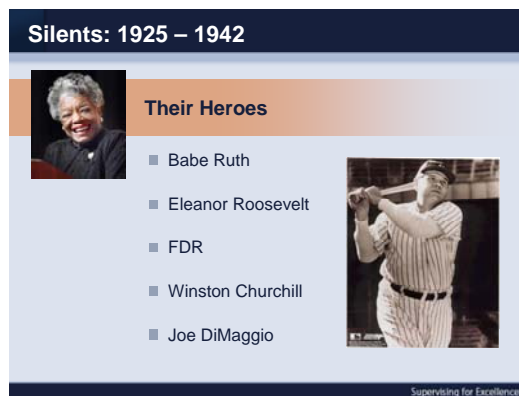 Silents: 1925 – 1942
Their Heroes
Babe Ruth
Eleanor Roosevelt
FDR
Winston Churchill
Joe DiMaggio
Supervising for Excellence